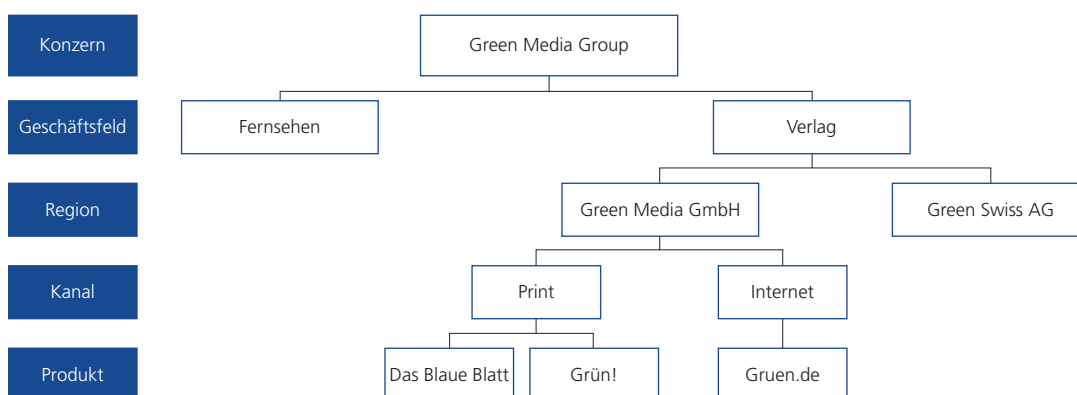 Konzern
Green Media Group
Geschäftsfeld
Fernsehen
Verlag
Region
Green Media GmbH
Green Swiss AG
Kanal
Print
Internet
Produkt
Das Blaue Blatt
Grün!
Gruen.de